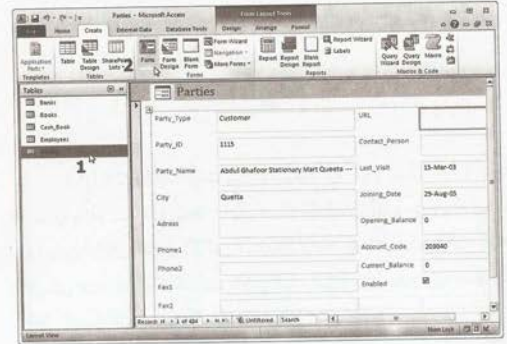 Parties - Microsoft Access
Form Layout Tools
Home Create External Data Database Tools Design Arrange Format
Application Parts
Table Table Design SharePoint Lists
2
Form Form Design Blank Form
Form Wizard
Navigation
More Forms
Report Report Design Blank Report
Report Wizard
Labels
Query Wizard Query Design Macro
Templates Tables Forms Reports Macros & Code
Tables
Banks
Books
Cash_Book
Employees
1
Parties
Party_Type Customer
Party_ID 1115
Party_Name Abdul Ghafoor Stationary Mart Queeta ---
City Quetta
Adress
Phone1
Phone2
Fax1
Fax2
URL
Contact_Person
Last_Visit 15-Mar-03
Joining_Date 29-Aug-05
Opening_Balance 0
Account_Code 203040
Current_Balance 0
Enabled
Record: 1 of 484 Unfiltered Search
Layout View
Num Lock